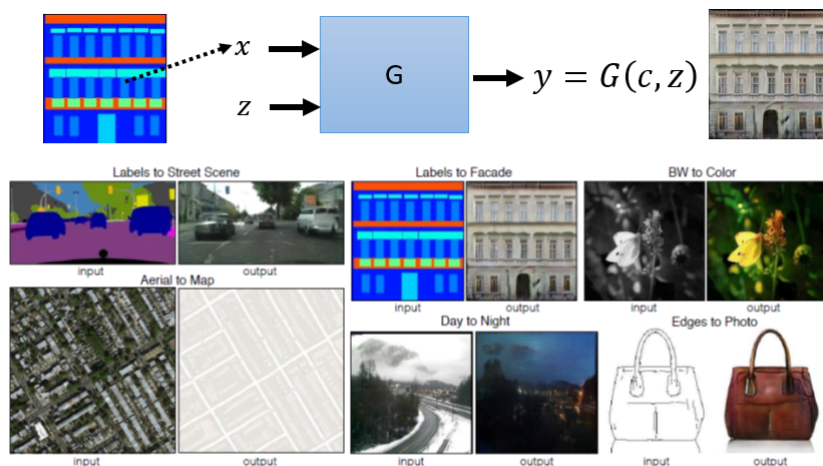 x
G
y = G(c, z)
z
Labels to Street Scene
Labels to Facade
BW to Color
input
output
Aerial to Map
input
output
input
output
Day to Night
Edges to Photo
input
output
input
output
input
output